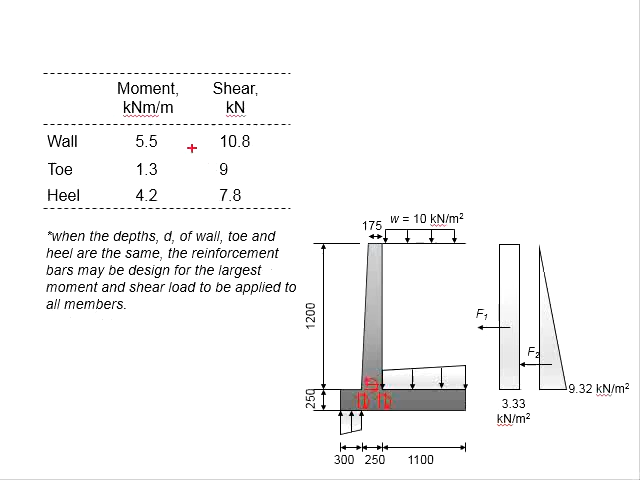 Moment, Shear,
kNm/m kN
Wall 5.5 10.8
Toe 1.3 9
Heel 4.2 7.8
*when the depths, d, of wall, toe and
heel are the same, the reinforcement
bars may be design for the largest
moment and shear load to be applied to
all members.
175 w = 10 kN/m²
1200
F1
F2
250
9.32 kN/m²
3.33
kN/m²
300 250 1100